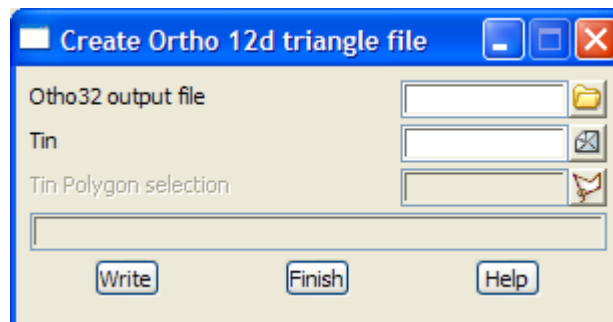 Create Ortho 12d triangle file
Otho32 output file
Tin
Tin Polygon selection
Write Finish Help